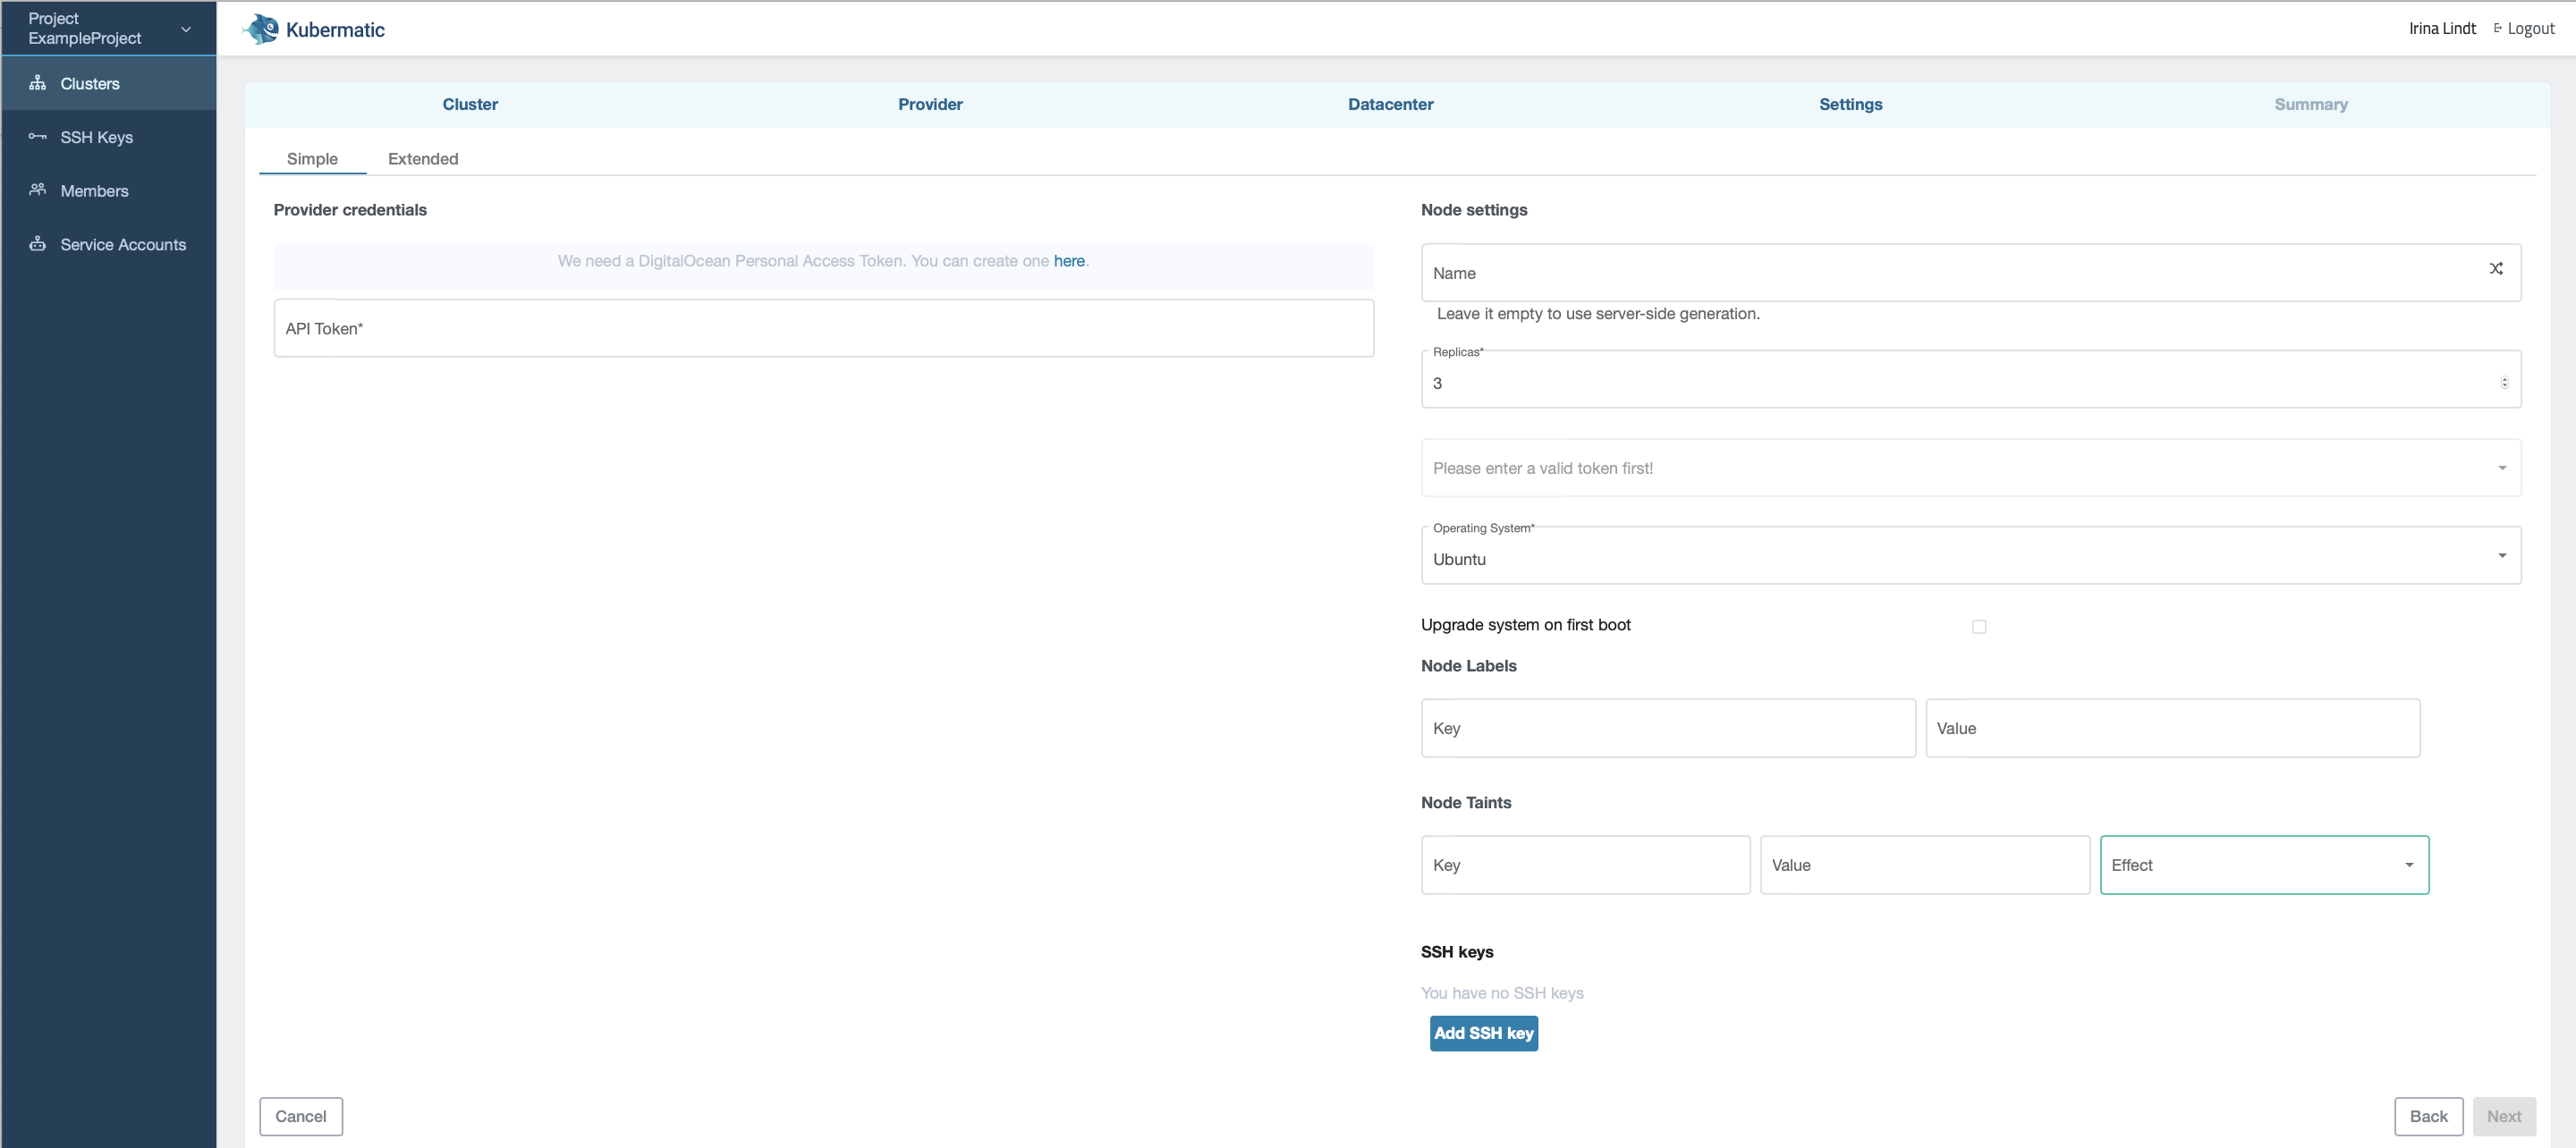 Project
ExampleProject
Kubermatic
Irina Lindt
Logout
Clusters
SSH Keys
Members
Service Accounts
Cluster
Provider
Datacenter
Settings
Summary
Simple
Extended
Provider credentials
We need a DigitalOcean Personal Access Token. You can create one here.
API Token*
Node settings
Name
Leave it empty to use server-side generation.
Replicas*
3
Please enter a valid token first!
Operating System*
Ubuntu
Upgrade system on first boot
Node Labels
Key
Value
Node Taints
Key
Value
Effect
SSH keys
You have no SSH keys
Add SSH key
Cancel
Back
Next